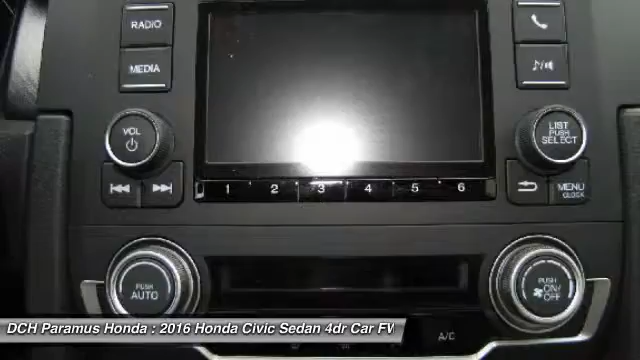 RADIO
MEDIA
VOL
LIST
PUSH
SELECT
MENU
CLOCK
1 2 3 4 5 6
PUSH
AUTO
PUSH
ON/
OFF
A/C
DCH Paramus Honda : 2016 Honda Civic Sedan 4dr Car FV